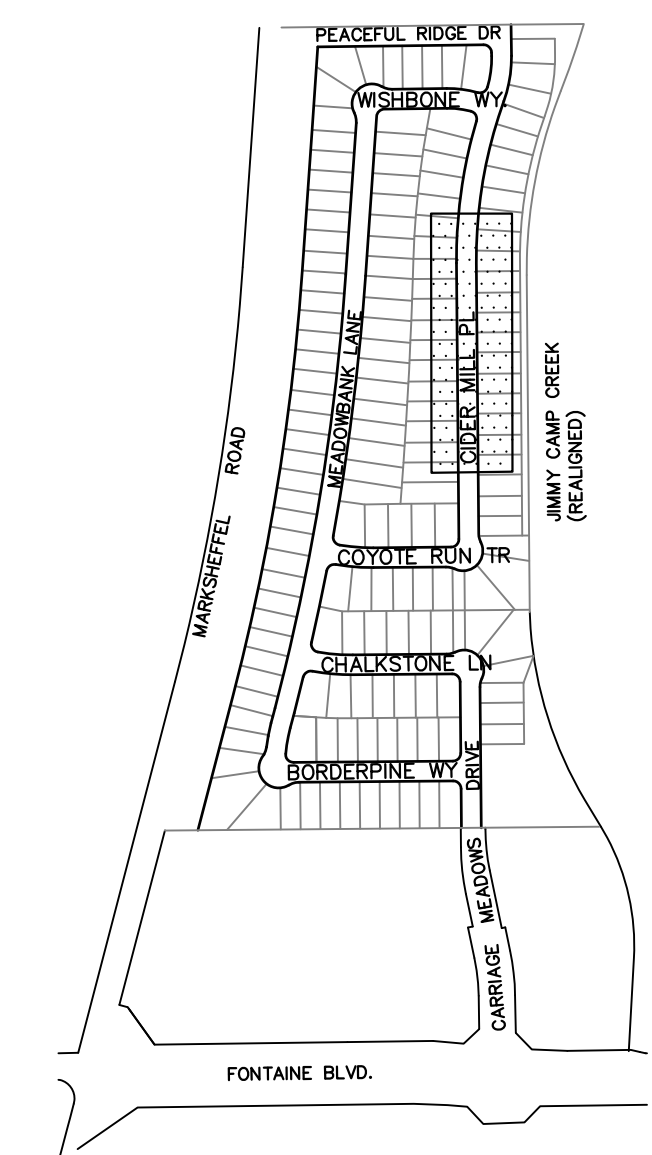 PEACEFUL RIDGE DR
WISHBONE WY.
MEADOWBANK LANE
CIDER MILL PL
JIMMY CAMP CREEK
(REALIGNED)
MARKSHEFFEL ROAD
COYOTE RUN TR
CHALKSTONE LN
BORDERPINE WY
CARRIAGE MEADOWS DRIVE
FONTAINE BLVD.